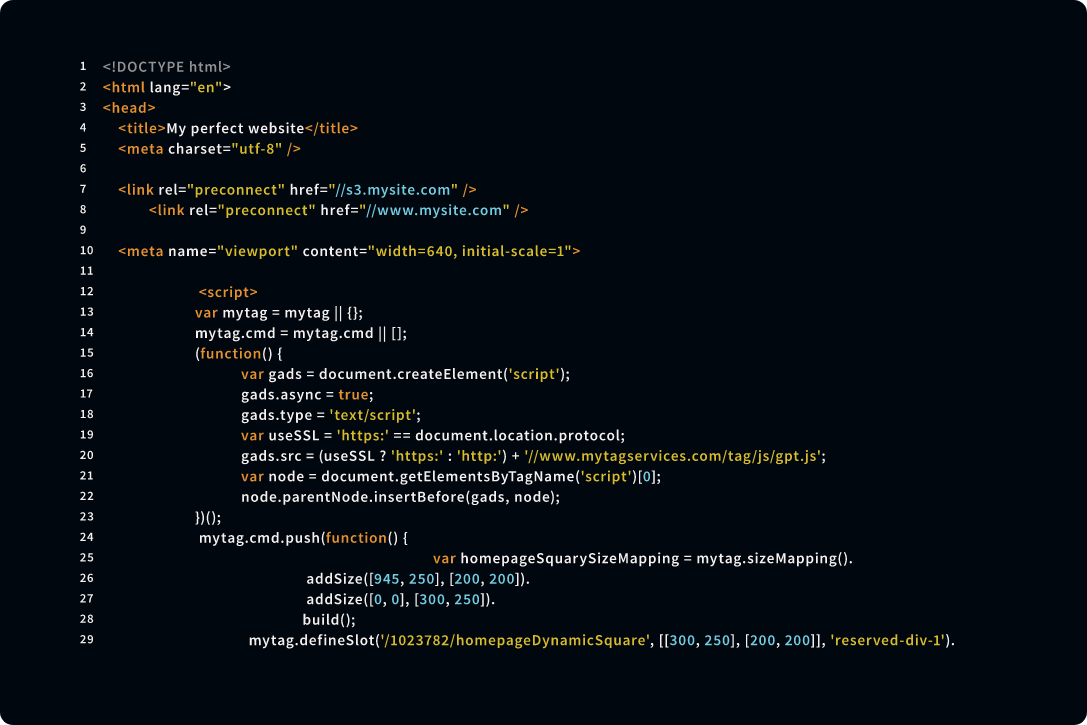 1 <!DOCTYPE html>
2 <html lang="en">
3 <head>
4 <title>My perfect website</title>
5 <meta charset="utf-8" />
6
7 <link rel="preconnect" href="//s3.mysite.com" />
8 <link rel="preconnect" href="//www.mysite.com" />
9
10 <meta name="viewport" content="width=640, initial-scale=1">
11
12 <script>
13 var mytag = mytag || {};
14 mytag.cmd = mytag.cmd || [];
15 (function() {
16 var gads = document.createElement('script');
17 gads.async = true;
18 gads.type = 'text/script';
19 var useSSL = 'https:' == document.location.protocol;
20 gads.src = (useSSL ? 'https:' : 'http:') + '//www.mytagservices.com/tag/js/gpt.js';
21 var node = document.getElementsByTagName('script')[0];
22 node.parentNode.insertBefore(gads, node);
23 })();
24 mytag.cmd.push(function() {
25 var homepageSquarySizeMapping = mytag.sizeMapping().
26 addSize([945, 250], [200, 200]).
27 addSize([0, 0], [300, 250]).
28 build();
29 mytag.defineSlot('/1023782/homepageDynamicSquare', [[300, 250], [200, 200]], 'reserved-div-1').